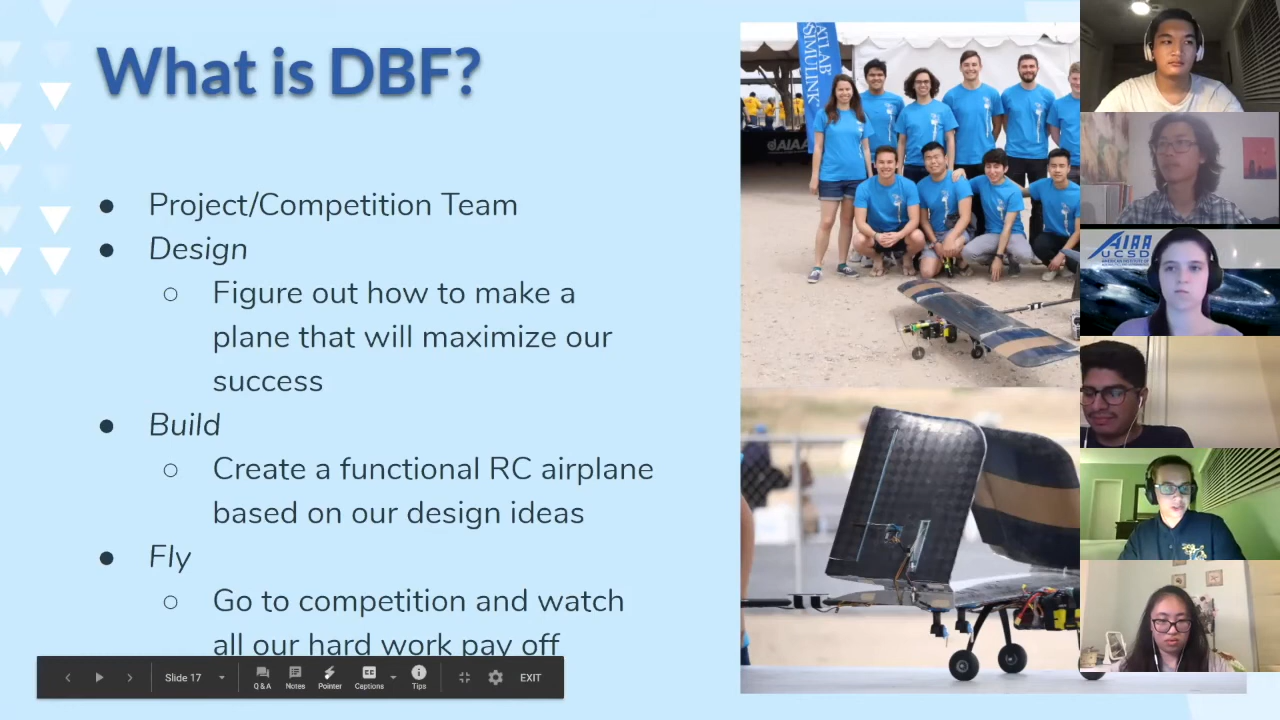 What is DBF?
● Project/Competition Team
● Design
○ Figure out how to make a
plane that will maximize our
success
● Build
○ Create a functional RC airplane
based on our design ideas
● Fly
○ Go to competition and watch
all our hard work pay off
Slide 17
Q & A
Notes
Pointer
Captions
Tips
EXIT
ATLAB
SIMULINK
AIAA
AIAA
UCSD